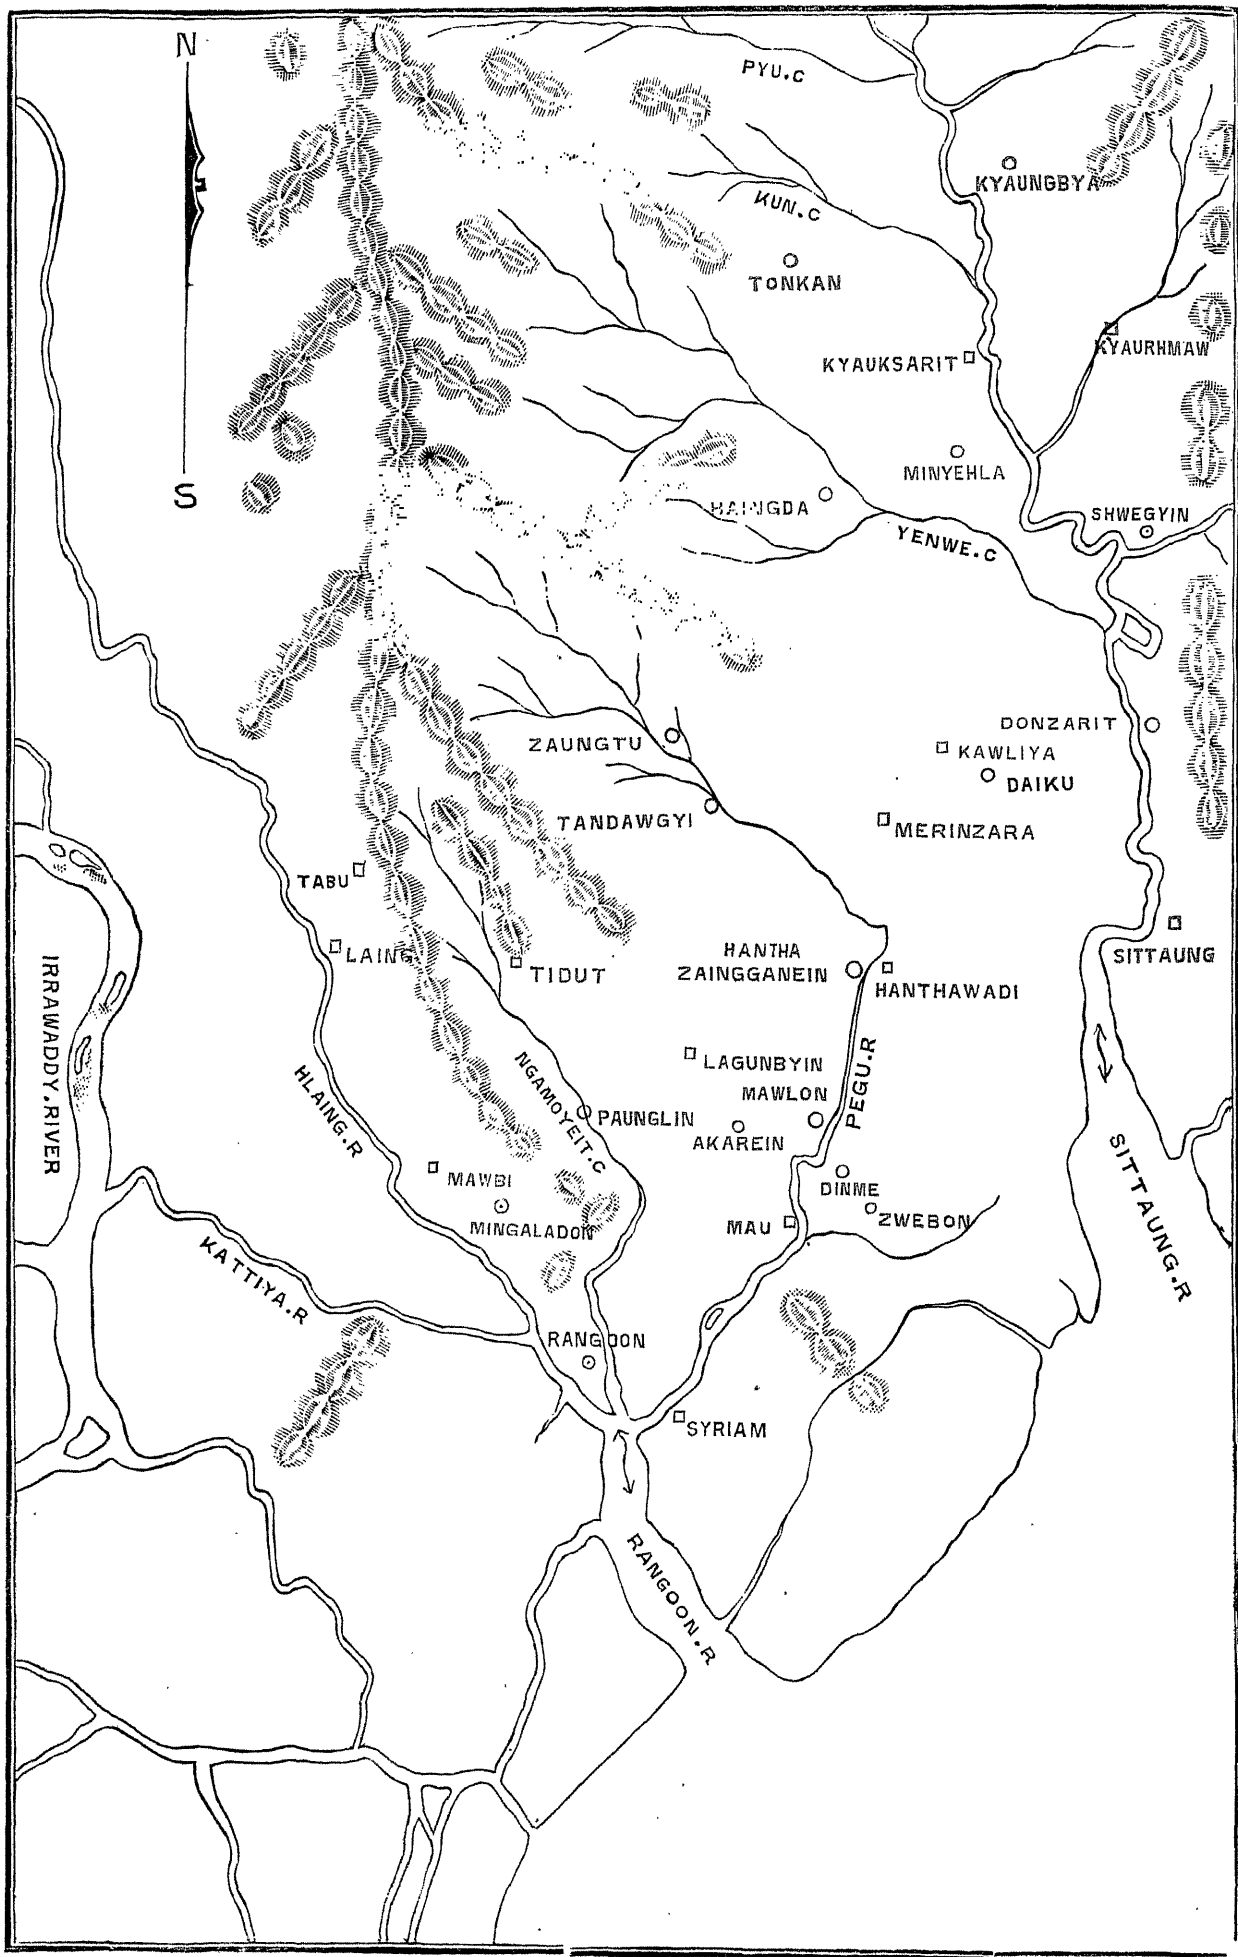 N
PYU.C
KYAUNGBYA
KUN.C
TONKAN
KYAURHMAW
KYAUKSARIT
MINYEHLA
S
HAINGDA
SHWEGYIN
YENWE.C
DONZARIT
ZAUNGTU
KAWLIYA
DAIKU
TANDAWGYI
MERINZARA
TABU
LAING
TIDUT
HANTHA
ZAINGGANEIN
SITTAUNG
HANTHAWADI
IRRAWADDY.RIVER
LAGUNBYIN
HLAING.R
NGAMOYEIT.C
MAWLON
PEGU.R
PAUNGLIN
AKAREIN
MAWBI
DINME
SITTAUNG.R
MINGALADON
MAU
ZWEBON
KATTIYA.R
RANGOON
SYRIAM
RANGOON.R